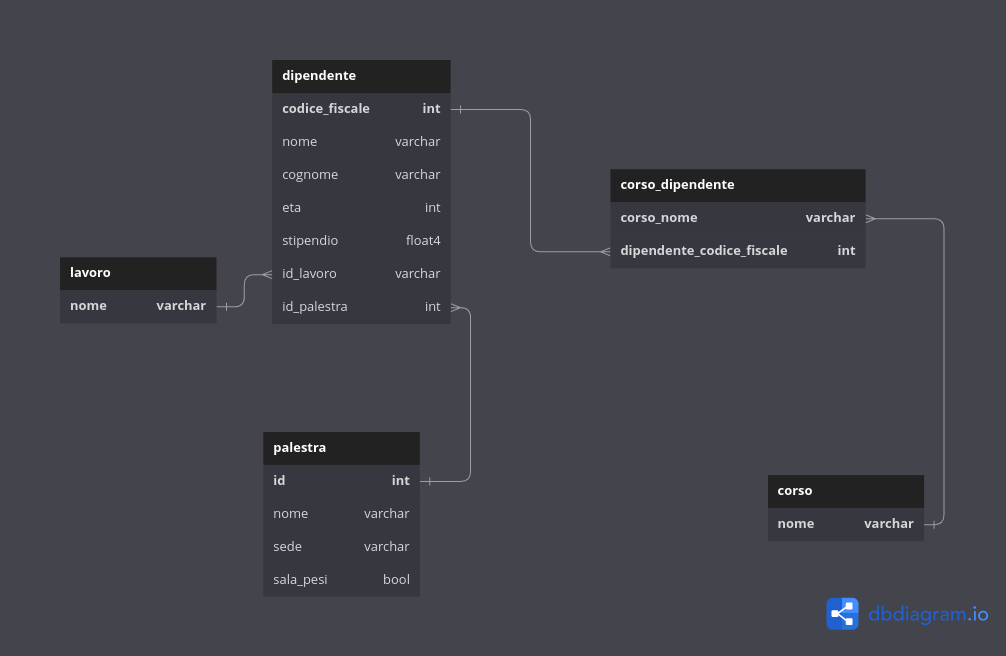 dipendente
codice_fiscale int
nome varchar
cognome varchar
eta int
stipendio float4
id_lavoro varchar
id_palestra int
corso_dipendente
corso_nome varchar
dipendente_codice_fiscale int
lavoro
nome varchar
palestra
id int
nome varchar
sede varchar
sala_pesi bool
corso
nome varchar
dbdiagram.io